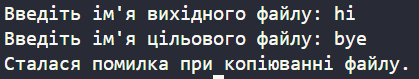 Введіть ім'я вихідного файлу: hi
Введіть ім'я цільового файлу: bye
Сталася помилка при копіюванні файлу.